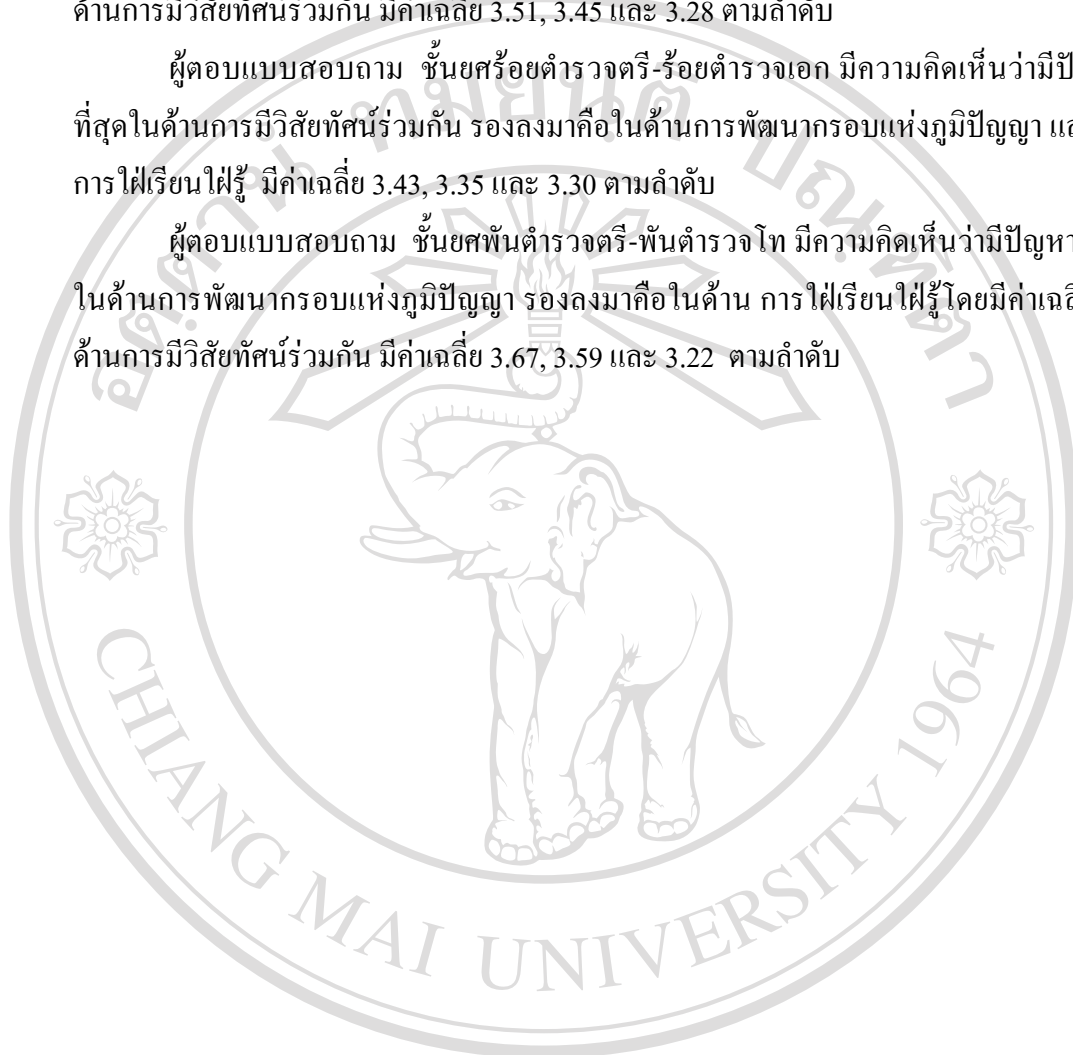 ด้านการมีวิสัยทัศน์ร่วมกัน มีค่าเฉลี่ย 3.51, 3.45 และ 3.28 ตามลำดับ
ผู้ตอบแบบสอบถาม ชั้นยศร้อยตำรวจตรี-ร้อยตำรวจเอก มีความคิดเห็นว่ามี
ที่สุดในด้านการมีวิสัยทัศน์ร่วมกัน รองลงมาคือในด้านการพัฒนากรอบแห่งภูมิปัญญา
การใฝ่เรียนใฝ่รู้ มีค่าเฉลี่ย 3.43, 3.35 และ 3.30 ตามลำดับ
ผู้ตอบแบบสอบถาม ชั้นยศพันตำรวจตรี-พันตำรวจโท มีความคิดเห็นว่ามีปัญหา
ในด้านการพัฒนากรอบแห่งภูมิปัญญา รองลงมาคือในด้าน การใฝ่เรียนใฝ่รู้โดยมี
ด้านการมีวิสัยทัศน์ร่วมกัน มีค่าเฉลี่ย 3.67, 3.59 และ 3.22 ตามลำดับ
อตฺตานํ ทมยนฺติ ปณฺฑิตา
CHIANG MAI UNIVERSITY 1964